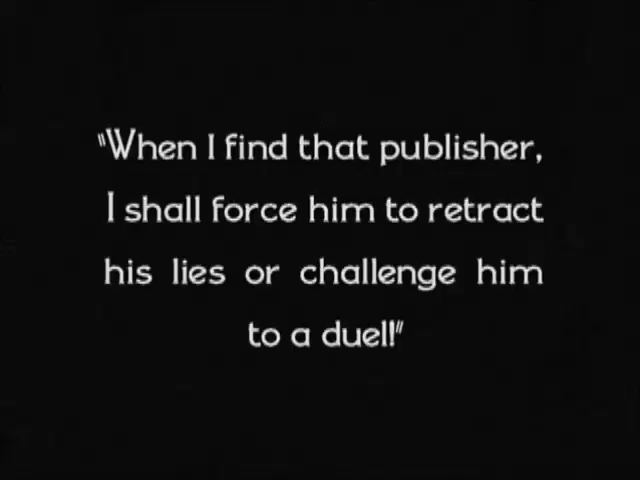 "When I find that publisher,
I shall force him to retract
his lies or challenge him
to a duel!"